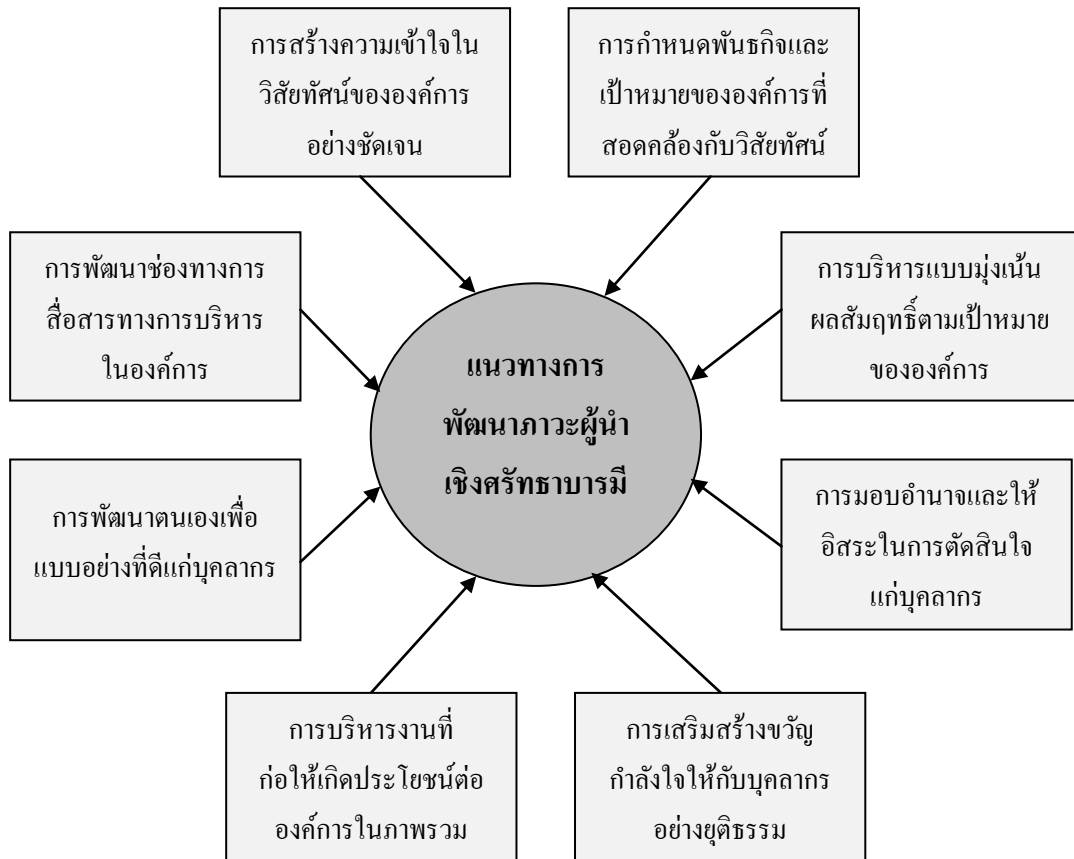 การสร้างความเข้าใจใน
วิสัยทัศน์ขององค์การ
อย่างชัดเจน
การกำหนดพันธกิจและ
เป้าหมายขององค์การที่
สอดคล้องกับวิสัยทัศน์
การพัฒนาช่องทางการ
สื่อสารทางการบริหาร
ในองค์การ
การบริหารแบบมุ่งเน้น
ผลสัมฤทธิ์ตามเป้าหมาย
ขององค์การ
แนวทางการ
พัฒนาภาวะผู้นำ
เชิงศรัทธาบารมี
การพัฒนาตนเองเพื่อ
แบบอย่างที่ดีแก่บุคลากร
การมอบอำนาจและให้
อิสระในการตัดสินใจ
แก่บุคลากร
การบริหารงานที่
ก่อให้เกิดประโยชน์ต่อ
องค์การในภาพรวม
การเสริมสร้างขวัญ
กำลังใจให้กับบุคลากร
อย่างยุติธรรม